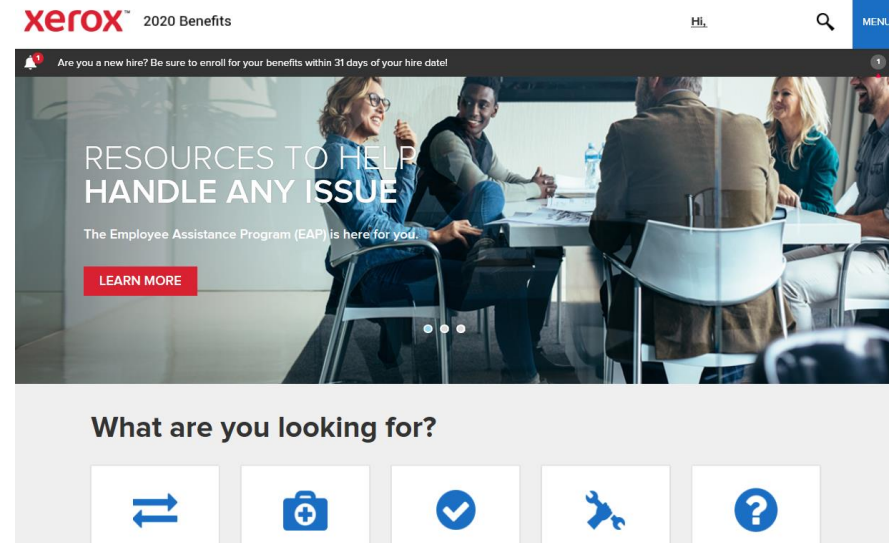 xerox™ 2020 Benefits
Hi,
MENU
1 Are you a new hire? Be sure to enroll for your benefits within 31 days of your hire date! 1
RESOURCES TO HELP
HANDLE ANY ISSUE
The Employee Assistance Program (EAP) is here for you.
LEARN MORE
What are you looking for?